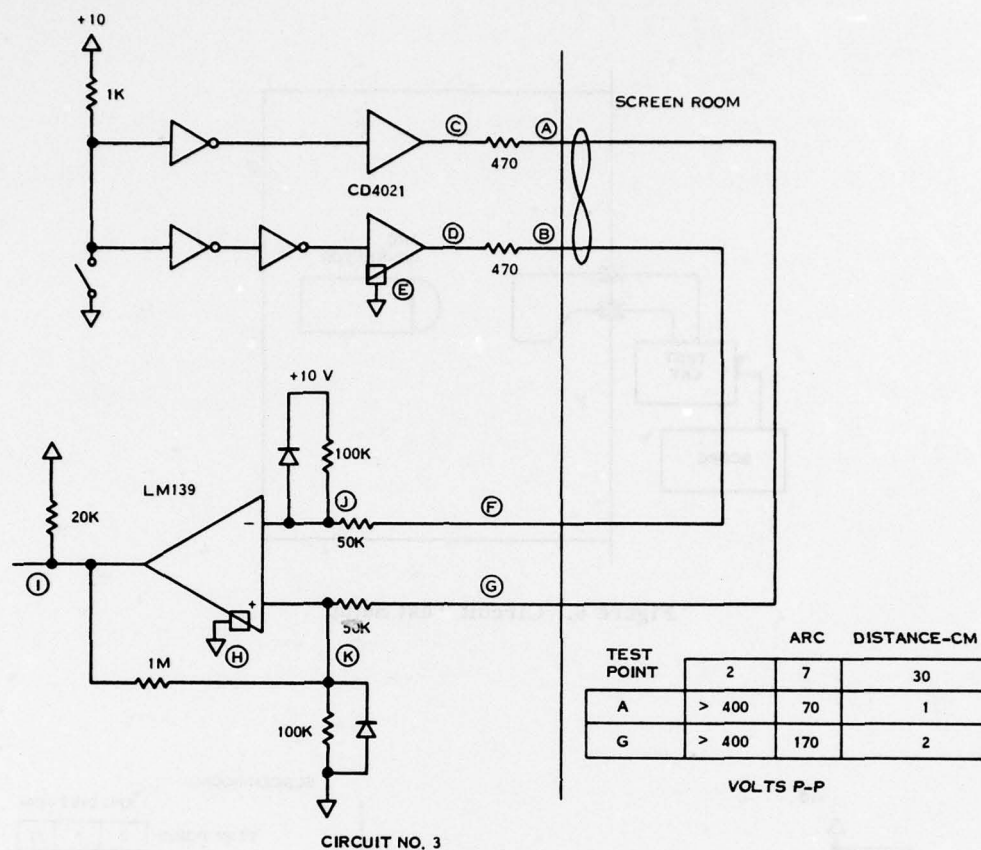 +10
1K
SCREEN ROOM
C
A
470
CD4021
D
B
470
E
+10 V
100K
LM139
J
F
20K
50K
−
I
G
+
50K
H
K
1M
100K
TEST POINT ARC DISTANCE-CM
2 7 30
A > 400 70 1
G > 400 170 2
VOLTS P-P
CIRCUIT NO. 3